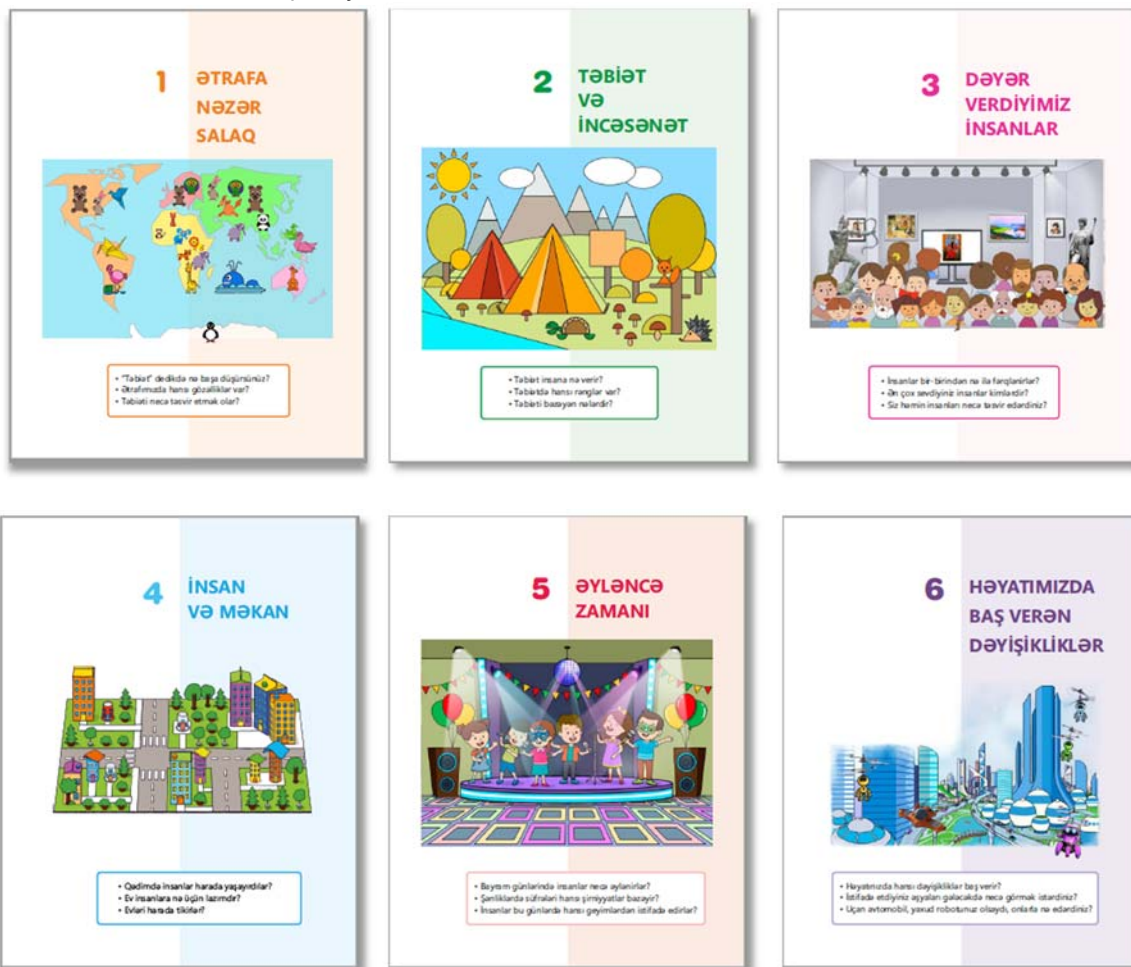 1 ƏTRAFA
NƏZƏR
SALAQ
• "Təbiət" dedikdə nə başa düşürsünüz?
• Ətrafımızda hansı gözəlliklər var?
• Təbiəti necə təsvir etmək olar?
2 TƏBİƏT
VƏ
İNCƏSƏNƏT
• Təbiət insana nə verir?
• Təbiətdə hansı rənglər var?
• Təbiəti bəzəyən nələrdir?
3 DƏYƏR
VERDİYİMİZ
İNSANLAR
• İnsanlar bir-birindən nə ilə fərqlənirlər?
• Ən çox sevdiyiniz insanlar kimlərdir?
• Siz həmin insanları necə təsvir edərdiniz?
4 İNSAN
VƏ MƏKAN
• Qədimdə insanlar harada yaşayırdılar?
• Ev insanlara nə üçün lazımdır?
• Evləri harada tikirlər?
5 ƏYLƏNCƏ
ZAMANI
• Bayram günlərində insanlar necə əylənirlər?
• Şənliklərdə süfrələri hansı şirniyyatlar bəzəyir?
• İnsanlar bu günlərdə hansı geyimlərdən istifadə edirlər?
6 HƏYATIMIZDA
BAŞ VERƏN
DƏYİŞİKLİKLƏR
• Həyatınızda hansı dəyişikliklər baş verir?
• İstifadə etdiyiniz əşyaları gələcəkdə necə görmək istərdiniz?
• Uçan avtomobil, yaxud robotunuz olsaydı, onlarla nə edərdiniz?